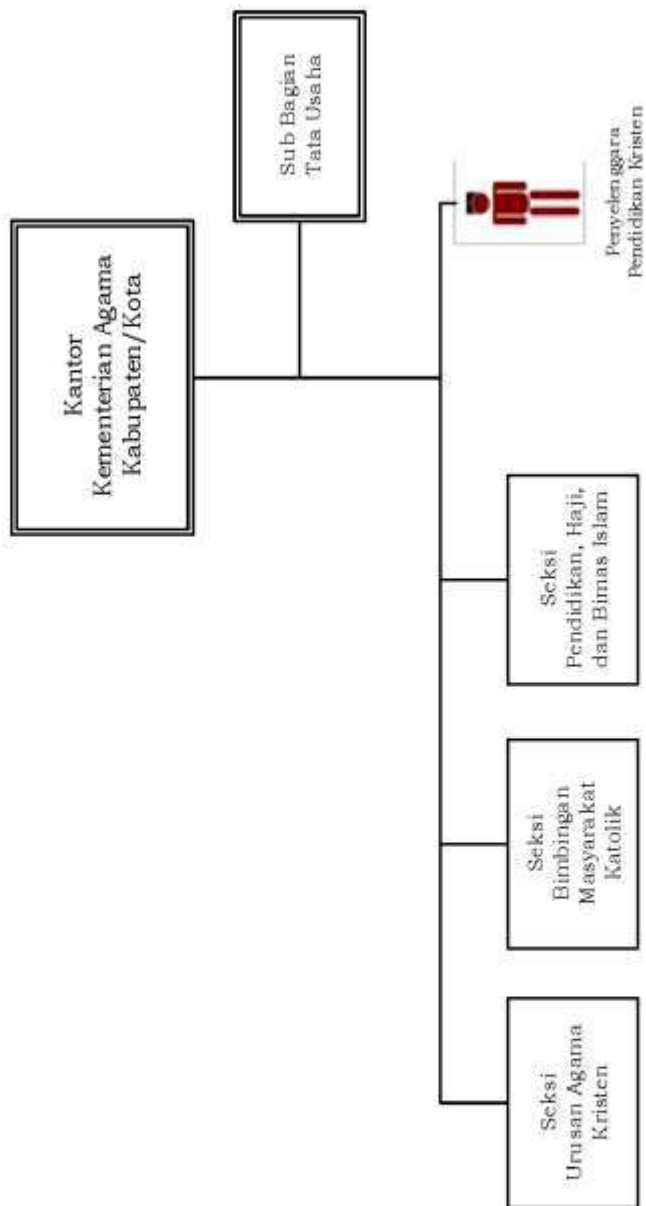 Kantor
Kementerian Agama
Kabupaten/Kota
Sub Bagian
Tata Usaha
Seksi
Urusan Agama
Kristen
Seksi
Bimbingan
Masyarakat
Katolik
Seksi
Pendidikan, Haji,
dan Bimas Islam
Penyelenggara
Pendidikan Kristen